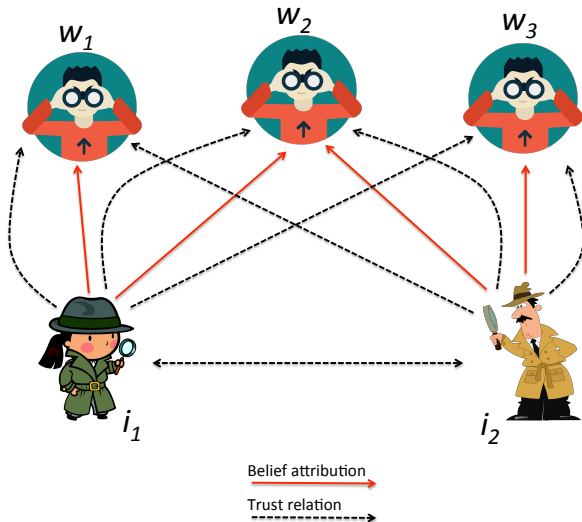 w1
w2
w3
i1
i2
Belief attribution
Trust relation